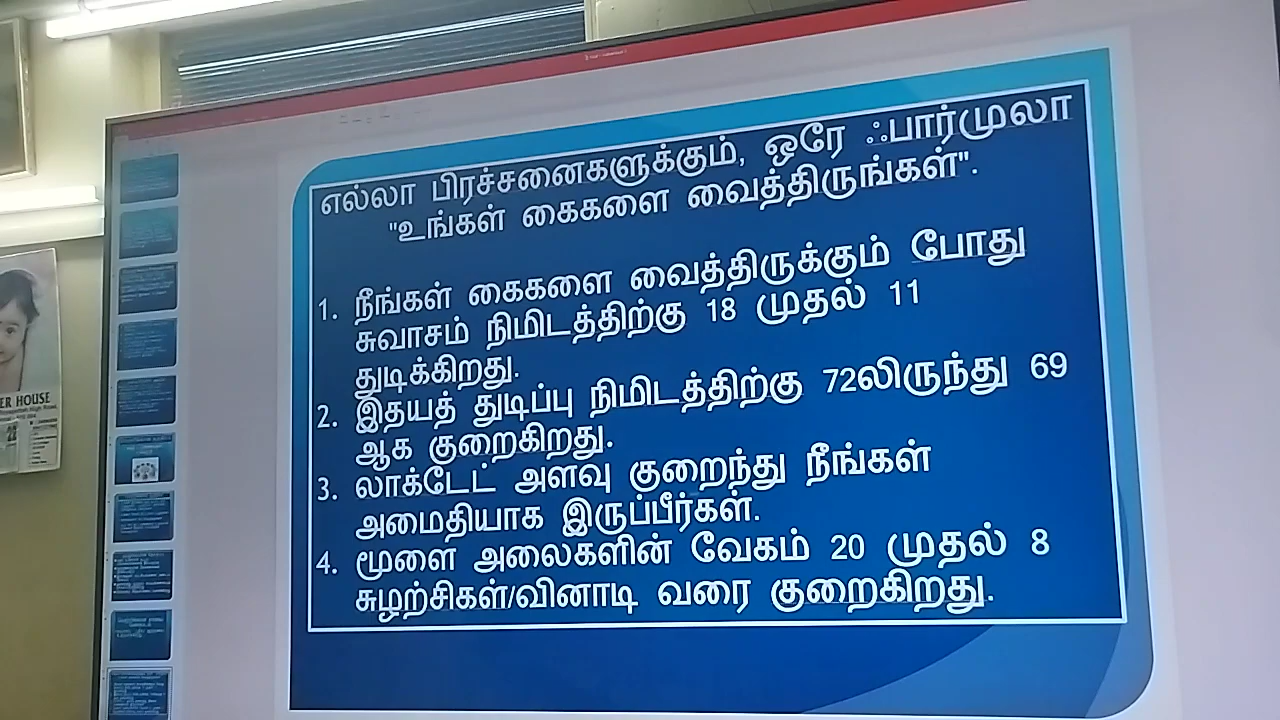 எல்லா பிரச்சனைகளுக்கும், ஒரே ஃபார்முலா
"உங்கள் கைகளை வைத்திருங்கள்".
1. நீங்கள் கைகளை வைத்திருக்கும் போது
சுவாசம் நிமிடத்திற்கு 18 முதல் 11
துடிக்கிறது.
2. இதயத் துடிப்பு நிமிடத்திற்கு 72லிருந்து 69
ஆக குறைகிறது.
3. லாக்டேட் அளவு குறைந்து நீங்கள்
அமைதியாக இருப்பீர்கள்.
4. மூளை அலைகளின் வேகம் 20 முதல் 8
சுழற்சிகள்/வினாடி வரை குறைகிறது.
HOUSE